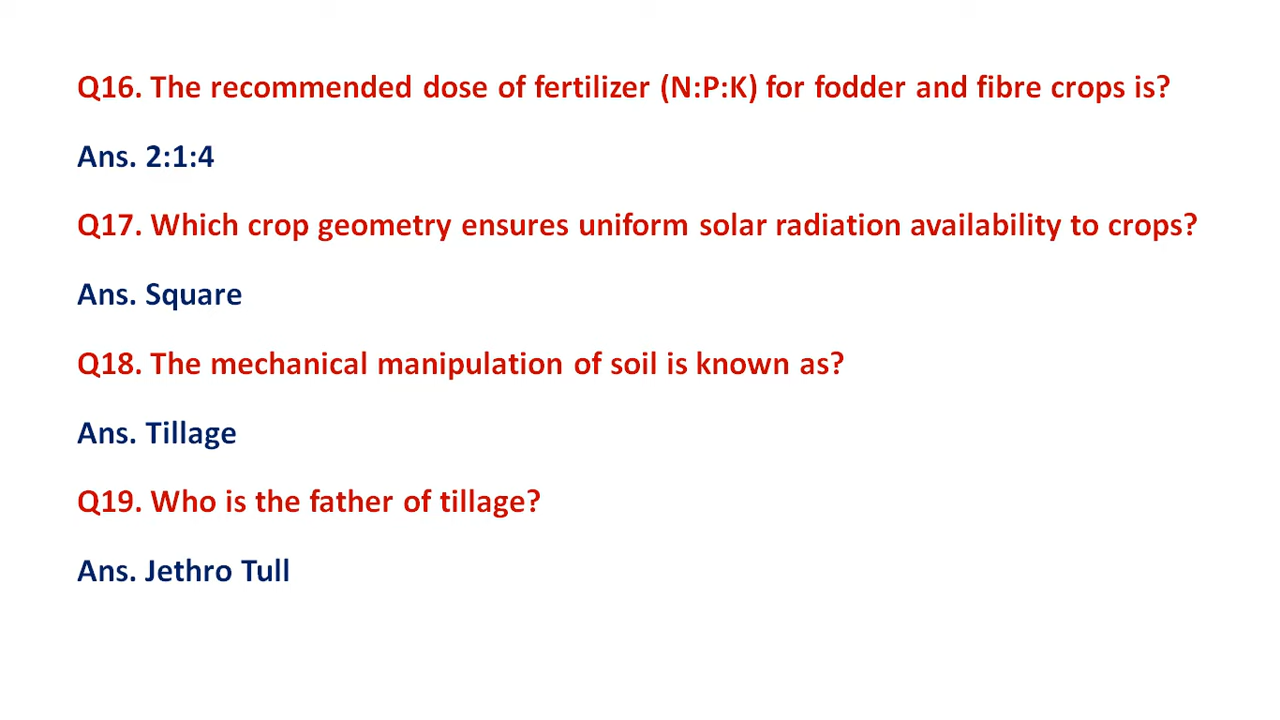 Q16. The recommended dose of fertilizer (N:P:K) for fodder and fibre crops is?
Ans. 2:1:4
Q17. Which crop geometry ensures uniform solar radiation availability to crops?
Ans. Square
Q18. The mechanical manipulation of soil is known as?
Ans. Tillage
Q19. Who is the father of tillage?
Ans. Jethro Tull